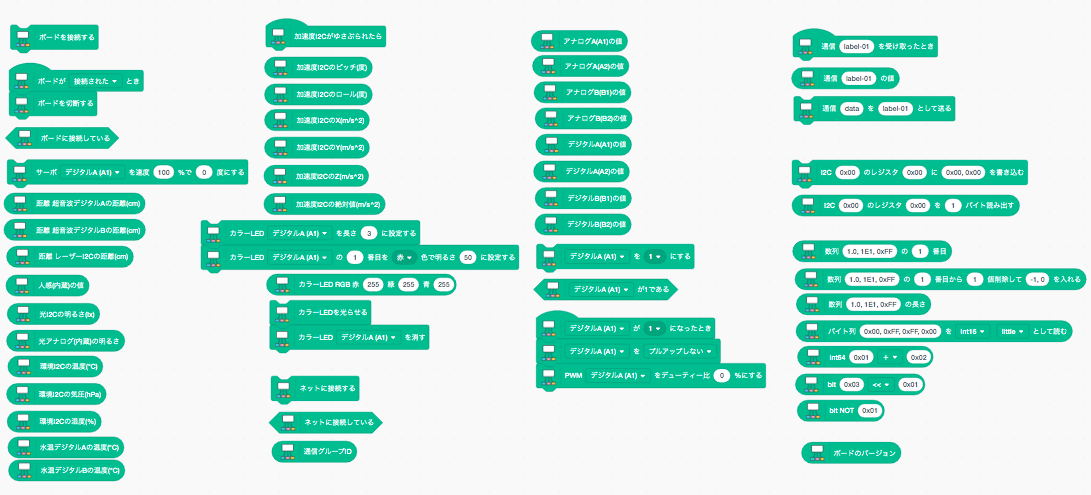 ボードを接続する
ボードが 接続された ▼ とき
ボードを切断する
ボードに接続している
サーボ デジタルA (A1) ▼ を速度 100 %で 0 度にする
距離 超音波デジタルAの距離(cm)
距離 超音波デジタルBの距離(cm)
距離 レーザーI2Cの距離(cm)
人感(内蔵)の値
光I2Cの明るさ(lx)
光アナログ(内蔵)の明るさ
環境I2Cの温度(℃)
環境I2Cの気圧(hPa)
環境I2Cの湿度(%)
水温デジタルAの温度(℃)
水温デジタルBの温度(℃)
加速度I2Cがゆさぶられたら
加速度I2Cのピッチ(度)
加速度I2Cのロール(度)
加速度I2CのX(m/s^2)
加速度I2CのY(m/s^2)
加速度I2CのZ(m/s^2)
加速度I2Cの絶対値(m/s^2)
カラーLED デジタルA (A1) ▼ を長さ 3 に設定する
カラーLED デジタルA (A1) ▼ の 1 番目を 赤 ▼ 色で明るさ 50 に設定する
カラーLED RGB 赤 255 緑 255 青 255
カラーLEDを光らせる
カラーLED デジタルA (A1) ▼ を消す
ネットに接続する
ネットに接続している
通信グループID
アナログA(A1)の値
アナログA(A2)の値
アナログB(B1)の値
アナログB(B2)の値
デジタルA(A1)の値
デジタルA(A2)の値
デジタルB(B1)の値
デジタルB(B2)の値
デジタルA (A1) ▼ を 1 ▼ にする
デジタルA (A1) ▼ が1である
デジタルA (A1) ▼ が 1 ▼ になったとき
デジタルA (A1) ▼ を プルアップしない ▼
PWM デジタルA (A1) ▼ をデューティー比 0 %にする
通信 label-01 を受け取ったとき
通信 label-01 の値
通信 data を label-01 として送る
I2C 0x00 のレジスタ 0x00 に 0x00, 0x00 を書き込む
I2C 0x00 のレジスタ 0x00 を 1 バイト読み出す
数列 1.0, 1E1, 0xFF の 1 番目
数列 1.0, 1E1, 0xFF の 1 番目から 1 個削除して -1, 0 を入れる
数列 1.0, 1E1, 0xFF の長さ
バイト列 0x00, 0xFF, 0xFF, 0x00 を Int16 ▼ little ▼ として読む
int64 0x01 + ▼ 0x02
bit 0x03 << ▼ 0x01
bit NOT 0x01
ボードのバージョン